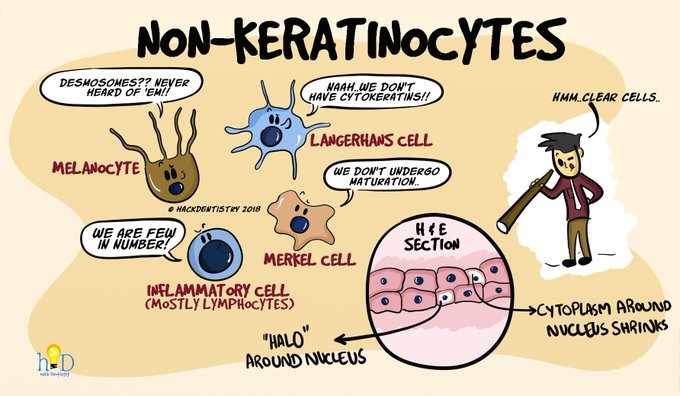 NON-KERATINOCYTES
DESMOSOMES?? NEVER
HEARD OF 'EM!!
NAAH..WE DON'T
HAVE CYTOKERATINS!!
HMM..CLEAR CELLS..
LANGERHANS CELL
MELANOCYTE
WE DON'T UNDERGO
MATURATION..
© HACKDENTISTRY 2018
WE ARE FEW
IN NUMBER!
MERKEL CELL
INFLAMMATORY CELL
(MOSTLY LYMPHOCYTES)
H & E
SECTION
CYTOPLASM AROUND
NUCLEUS SHRINKS
"HALO"
AROUND NUCLEUS
hD
hack dentistry